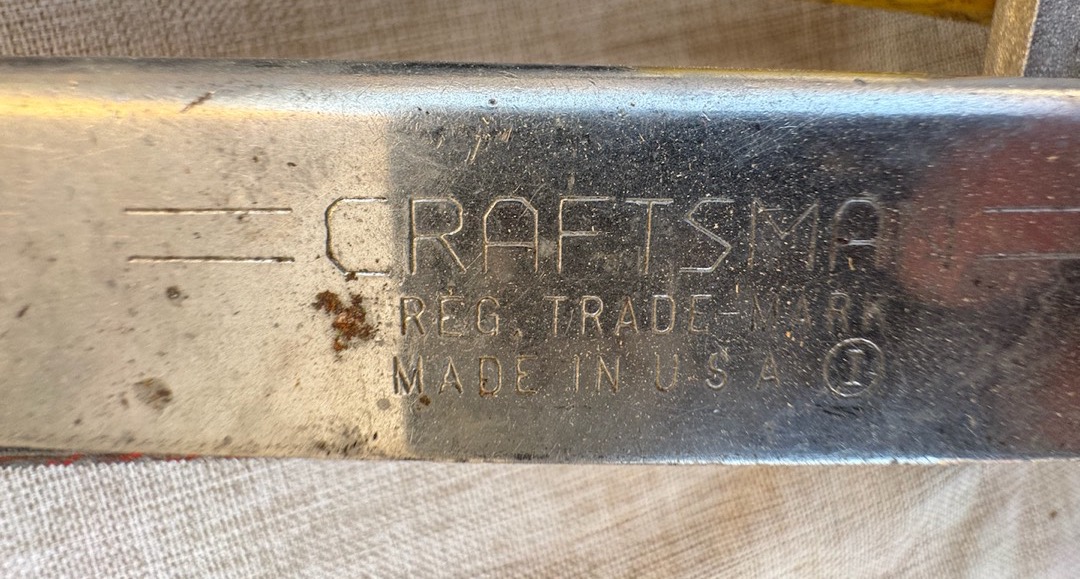 CRAFTSMA
REG. TRADE-MARK
MADE IN U S A I